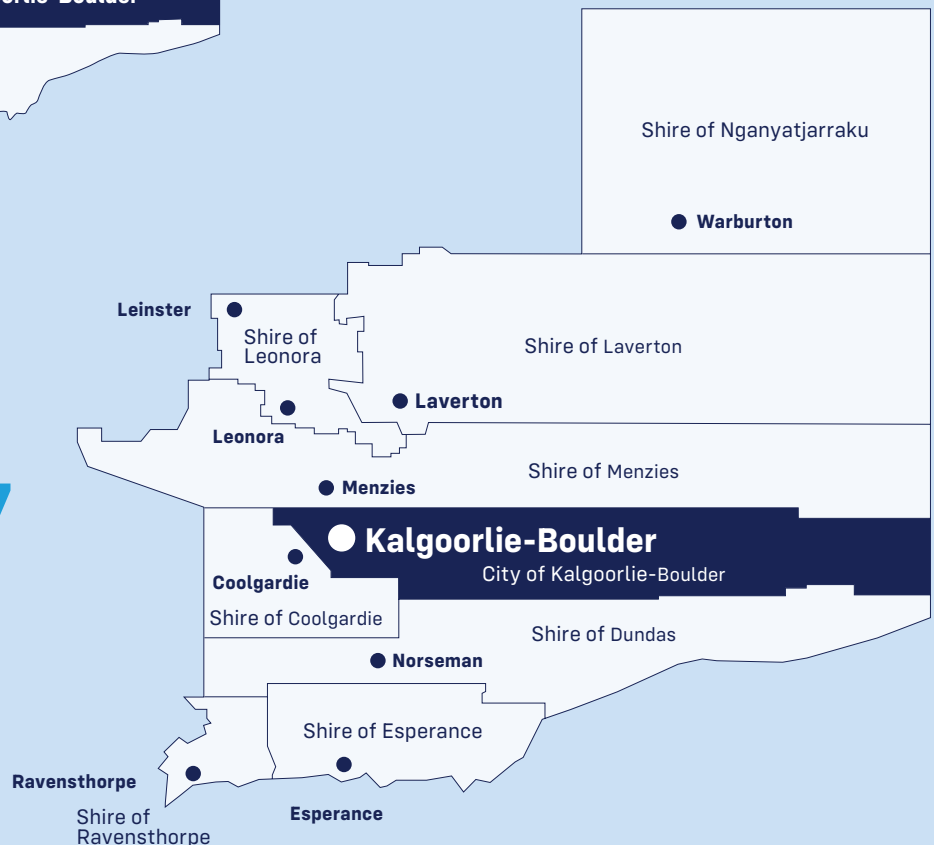 Shire of Nganyatjarraku
Warburton
Leinster
Shire of
Leonora
Shire of Laverton
Laverton
Leonora
Shire of Menzies
Menzies
Kalgoorlie-Boulder
City of Kalgoorlie-Boulder
Coolgardie
Shire of Coolgardie
Shire of Dundas
Norseman
Shire of Esperance
Ravensthorpe
Esperance
Shire of
Ravensthorpe